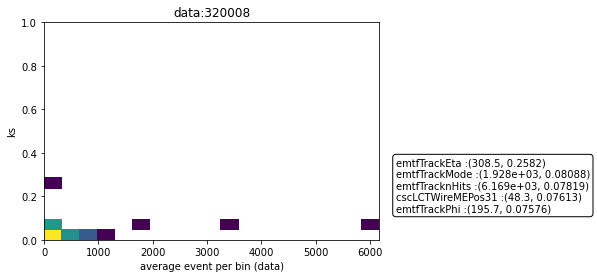 data:320008
ks
1.0
0.8
0.6
0.4
0.2
0.0
0
1000
2000
3000
4000
5000
6000
average event per bin (data)
emtfTrackEta :(308.5, 0.2582)
emtfTrackMode :(1.928e+03, 0.08088)
emtfTracknHits :(6.169e+03, 0.07819)
cscLCTWireMEPos31 :(48.3, 0.07613)
emtfTrackPhi :(195.7, 0.07576)